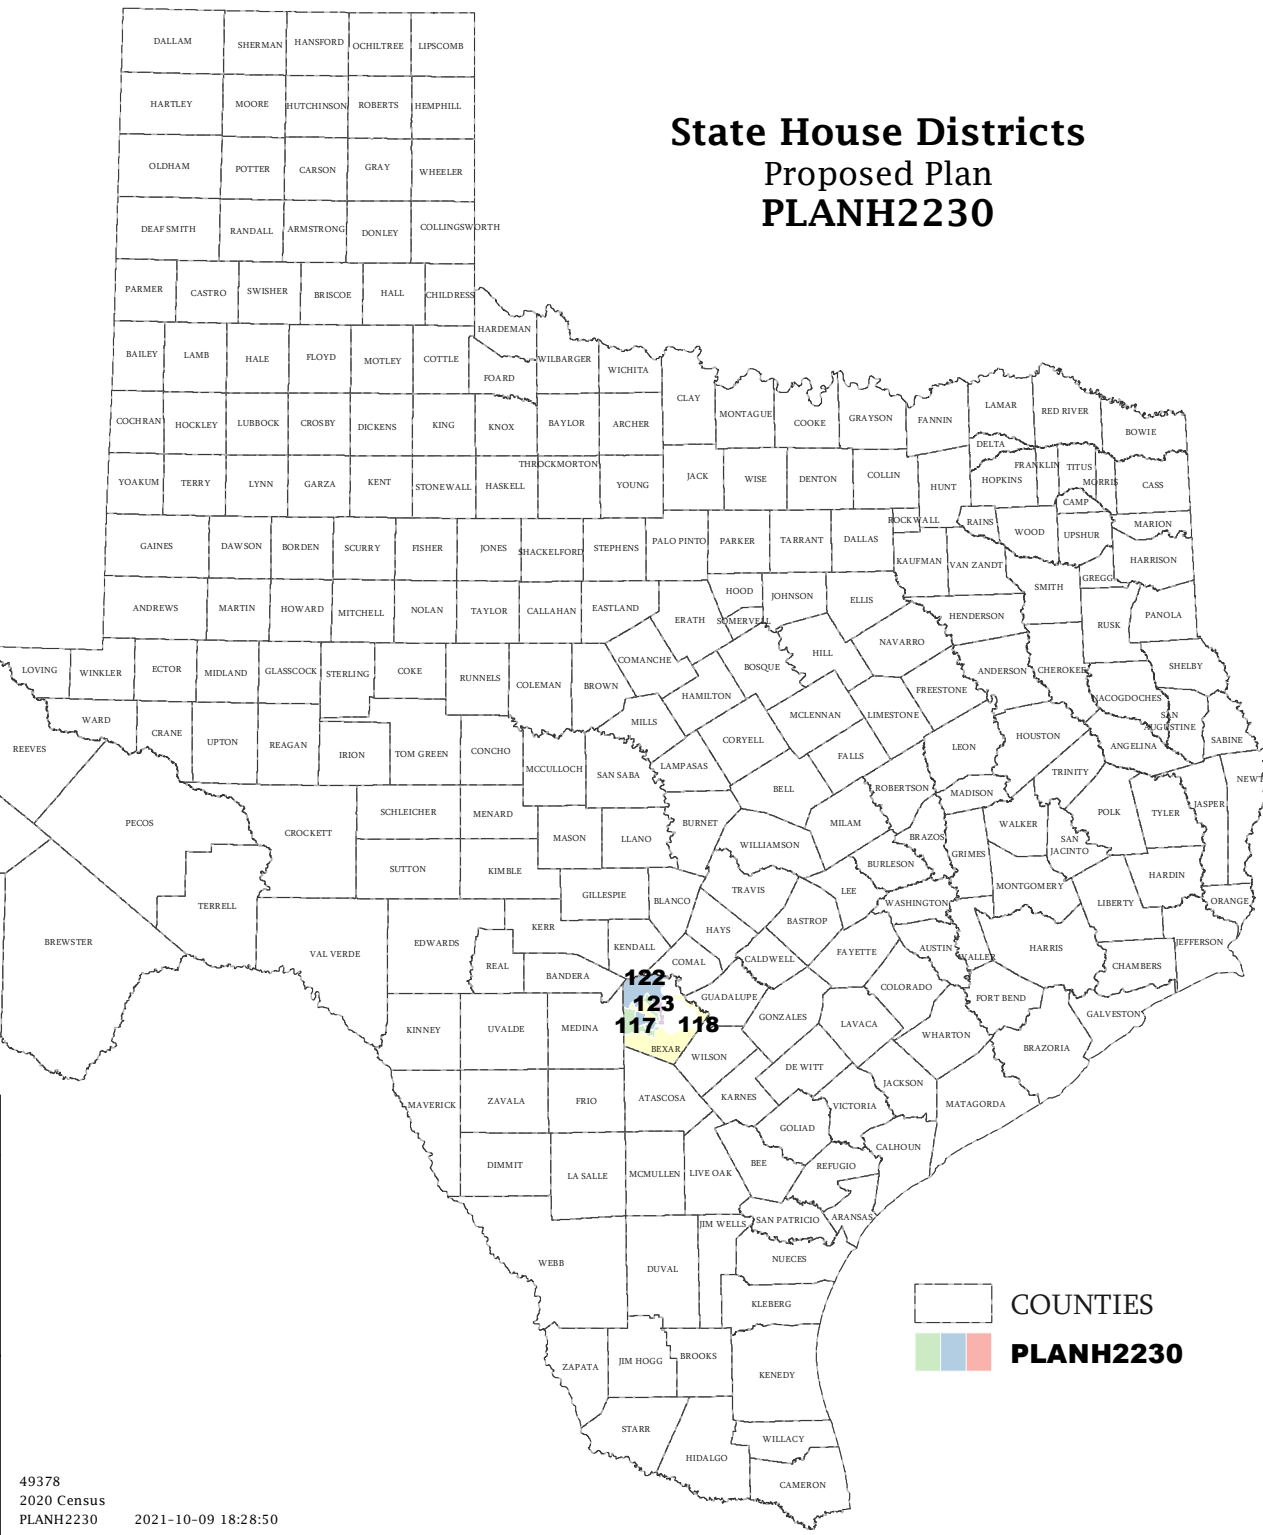 State House Districts
Proposed Plan
PLANH2230
DALLAM SHERMAN HANSFORD OCHILTREE LIPSCOMB
HARTLEY MOORE HUTCHINSON ROBERTS HEMPHILL
OLDHAM POTTER CARSON GRAY WHEELER
DEAF SMITH RANDALL ARMSTRONG DONLEY COLLINGSWORTH
PARMER CASTRO SWISHER BRISCOE HALL CHILDRESS
HARDEMAN
BAILEY LAMB HALE FLOYD MOTLEY COTTLE WILBARGER
FOARD WICHITA
CLAY
COCHRAN HOCKLEY LUBBOCK CROSBY DICKENS KING KNOX BAYLOR ARCHER MONTAGUE COOKE GRAYSON FANNIN LAMAR RED RIVER
BOWIE
DELTA
THROCKMORTON
FRANKLIN TITUS
YOAKUM TERRY LYNN GARZA KENT STONEWALL HASKELL YOUNG JACK WISE DENTON COLLIN HUNT HOPKINS MORRIS CASS
CAMP
ROCKWALL RAINS WOOD UPSHUR MARION
GAINES DAWSON BORDEN SCURRY FISHER JONES SHACKELFORD STEPHENS PALO PINTO PARKER TARRANT DALLAS
KAUFMAN VAN ZANDT HARRISON
GREGG
SMITH
ANDREWS MARTIN HOWARD MITCHELL NOLAN TAYLOR CALLAHAN EASTLAND HOOD JOHNSON ELLIS
ERATH SOMERVELL HENDERSON RUSK PANOLA
NAVARRO
HILL
LOVING WINKLER ECTOR MIDLAND GLASSCOCK STERLING COKE RUNNELS COLEMAN BROWN COMANCHE BOSQUE ANDERSON CHEROKEE SHELBY
HAMILTON FREESTONE NACOGDOCHES
WARD CRANE UPTON REAGAN IRION TOM GREEN CONCHO MILLS MCLENNAN LIMESTONE SAN
AUGUSTINE
REEVES CORYELL FALLS LEON HOUSTON ANGELINA SABINE
MCCULLOCH SAN SABA LAMPASAS TRINITY NEWT
BELL ROBERTSON MADISON
PECOS CROCKETT SCHLEICHER MENARD BURNET MILAM JASPER
WALKER POLK TYLER
MASON LLANO WILLIAMSON BRAZOS SAN
JACINTO
GRIMES
SUTTON KIMBLE BURLESON HARDIN
TRAVIS LEE MONTGOMERY
TERRELL GILLESPIE BLANCO WASHINGTON LIBERTY ORANGE
BASTROP
KERR HAYS
BREWSTER VAL VERDE EDWARDS KENDALL AUSTIN HARRIS JEFFERSON
FAYETTE WALLER
REAL BANDERA COMAL CALDWELL CHAMBERS
122
COLORADO
123 GUADALUPE FORT BEND
GALVESTON
117 118 GONZALES LAVACA
KINNEY UVALDE MEDINA WHARTON
BEXAR WILSON BRAZORIA
DE WITT
JACKSON
MAVERICK ZAVALA FRIO ATASCOSA KARNES VICTORIA MATAGORDA
GOLIAD
CALHOUN
DIMMIT LA SALLE MCMULLEN LIVE OAK BEE REFUGIO
JIM WELLS SAN PATRICIO ARANSAS
WEBB DUVAL NUECES
KLEBERG
COUNTIES
ZAPATA JIM HOGG BROOKS KENEDY
PLANH2230
STARR WILLACY
HIDALGO
CAMERON
49378
2020 Census
PLANH2230 2021-10-09 18:28:50